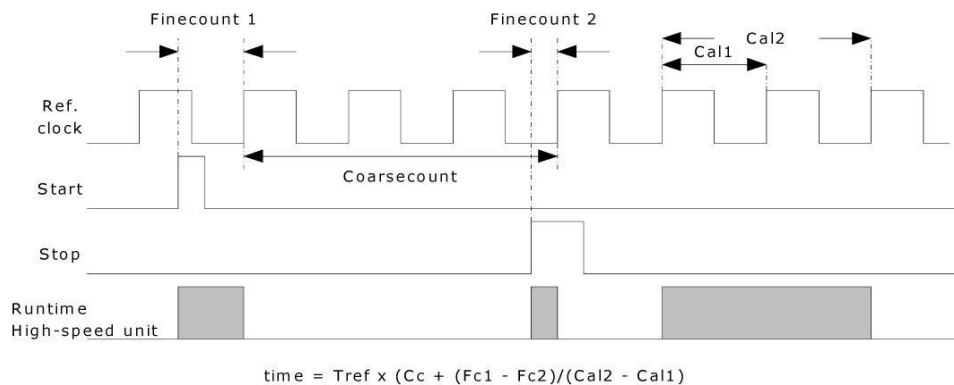 Finecount 1
Finecount 2
Cal2
Cal1
Ref.
clock
Coarsecount
Start
Stop
Runtime
High-speed unit
time = Tref x (Cc + (Fc1 - Fc2)/(Cal2 - Cal1)